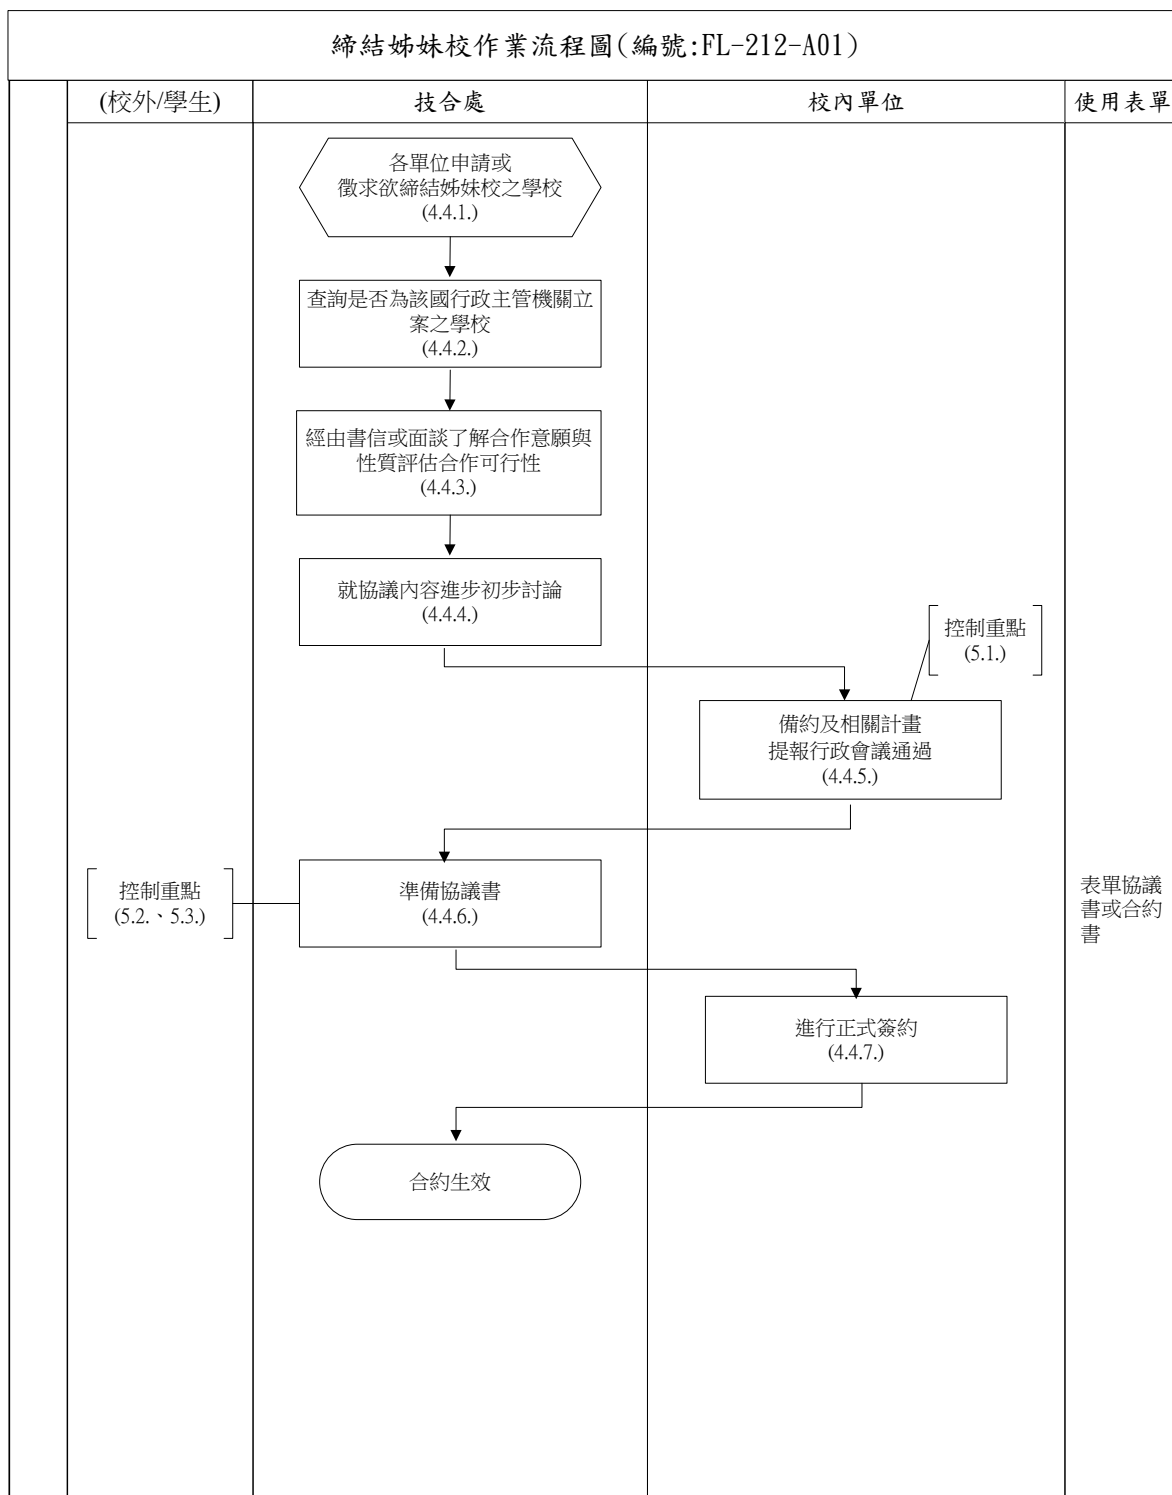 締結姊妹校作業流程圖(編號:FL-212-A01)
(校外/學生)
技合處
校內單位
使用表單
各單位申請或
徵求欲締結姊妹校之學校
(4.4.1.)
查詢是否為該國行政主管機關立
案之學校
(4.4.2.)
經由書信或面談了解合作意願與
性質評估合作可行性
(4.4.3.)
就協議內容進步初步討論
(4.4.4.)
控制重點
(5.1.)
備約及相關計畫
提報行政會議通過
(4.4.5.)
控制重點
(5.2.、5.3.)
準備協議書
(4.4.6.)
表單協議
書或合約
書
進行正式簽約
(4.4.7.)
合約生效